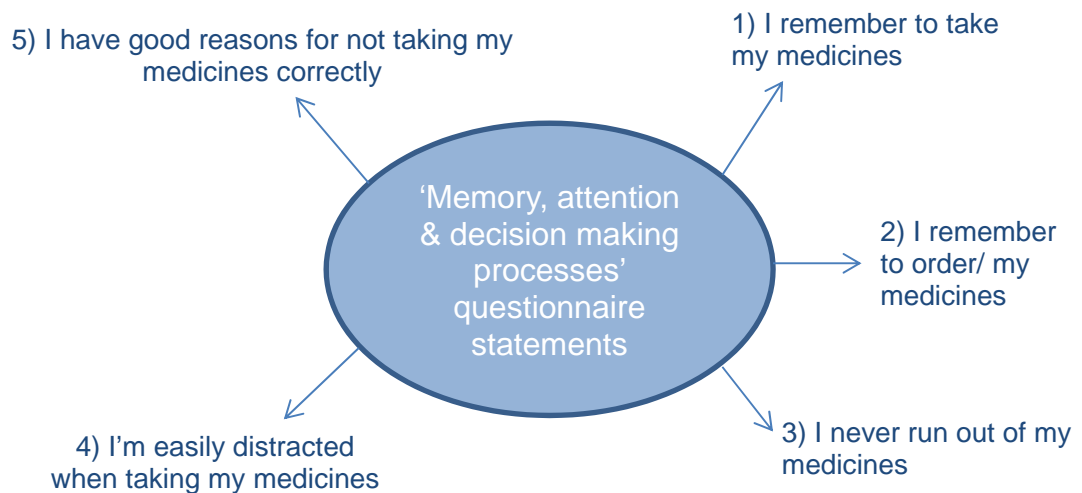 5) I have good reasons for not taking my
medicines correctly
1) I remember to take
my medicines
‘Memory, attention
& decision making
processes’
questionnaire
statements
2) I remember
to order/ my
medicines
4) I’m easily distracted
when taking my medicines
3) I never run out of my
medicines